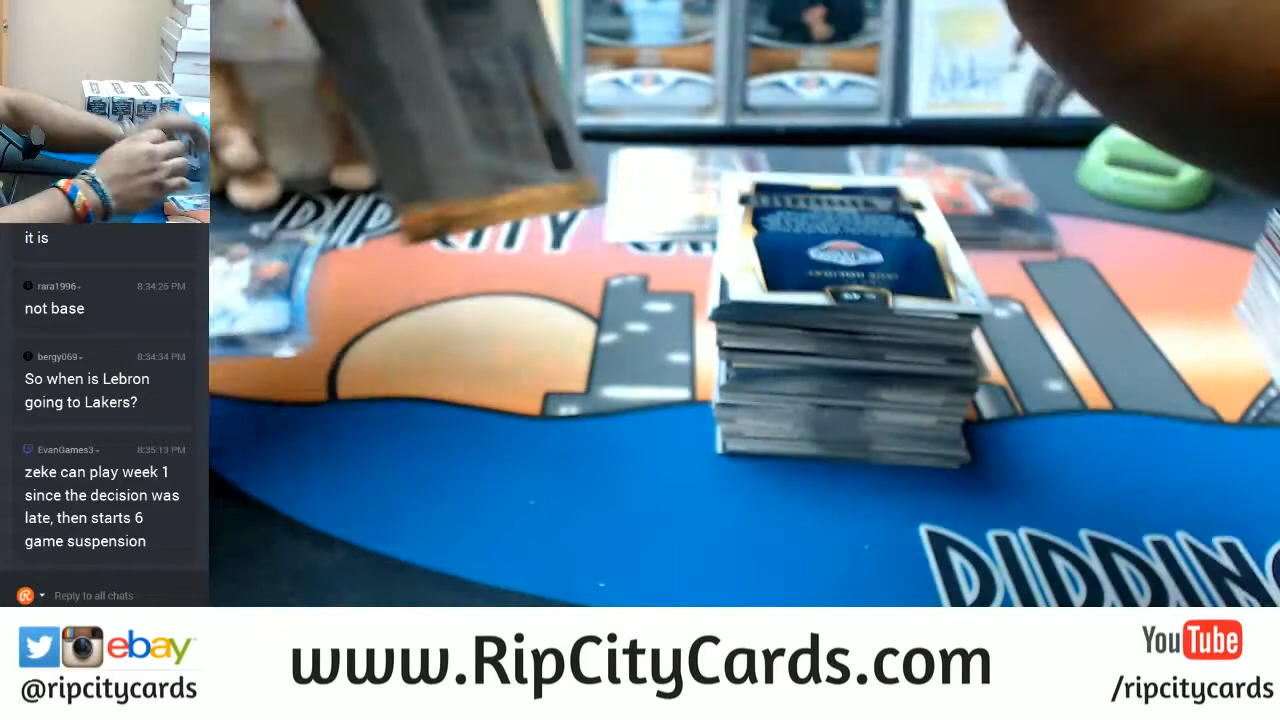 it is
rara1996
8:34:26 PM
not base
bergy069
8:34:34 PM
So when is Lebron
going to Lakers?
EvanGames3
8:35:13 PM
zeke can play week 1
since the decision was
late, then starts 6
game suspension
Reply to all chats
RIP CITY
ebay
@ripcitycards
www.RipCityCards.com
YouTube
/ripcitycards